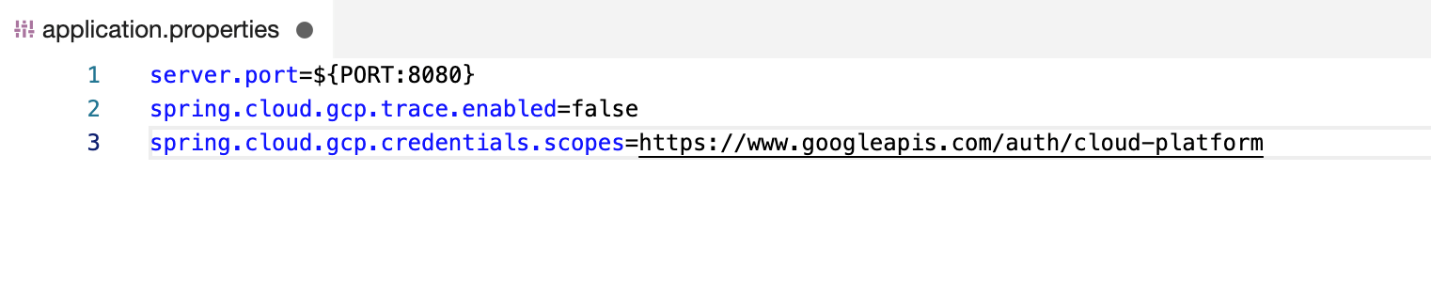 application.properties
1 server.port=${PORT:8080}
2 spring.cloud.gcp.trace.enabled=false
3 spring.cloud.gcp.credentials.scopes=https://www.googleapis.com/auth/cloud-platform